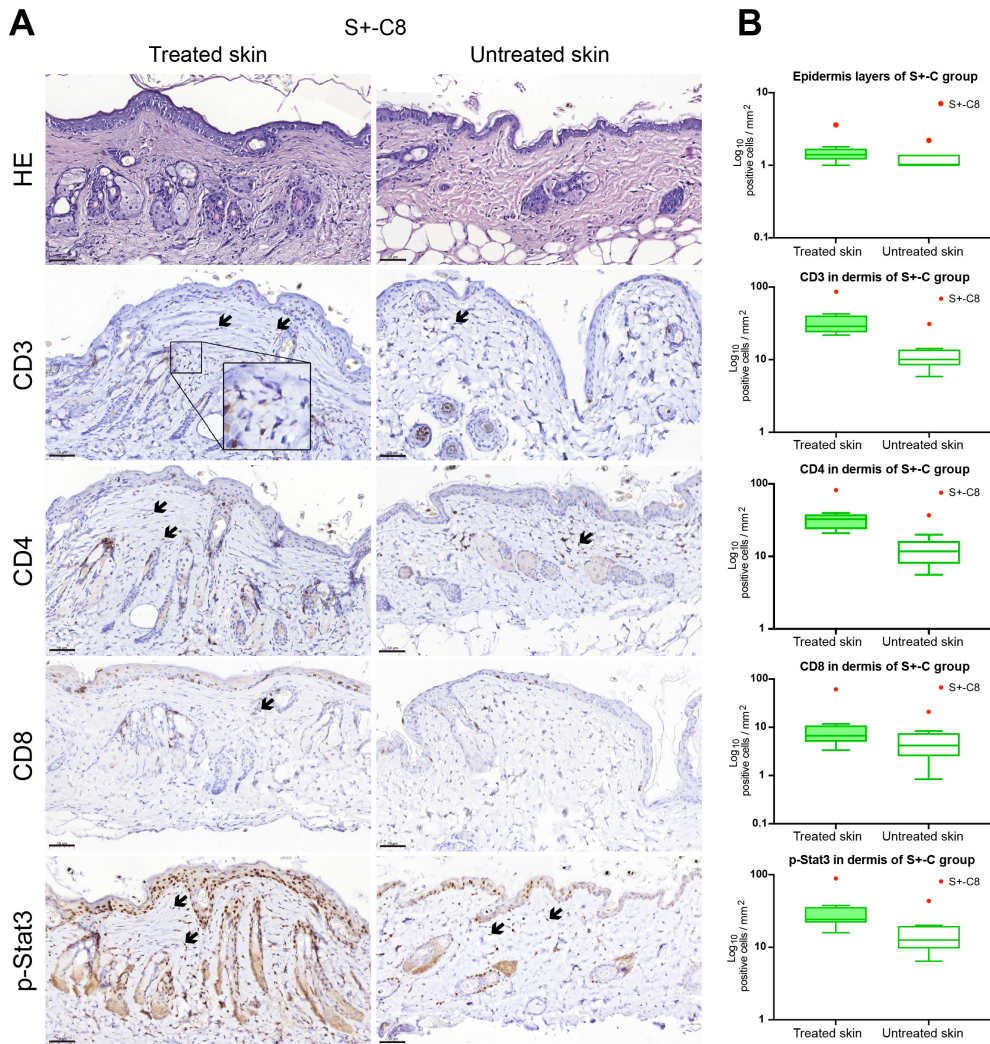 A
S+-C8
Treated skin
Untreated skin
HE
CD3
CD4
CD8
p-Stat3
B
Epidermis layers of S+-C group
S+-C8
Log10
positive cells / mm2
10
1
0.1
Treated skin
Untreated skin
CD3 in dermis of S+-C group
S+-C8
Log10
positive cells / mm2
100
10
1
Treated skin
Untreated skin
CD4 in dermis of S+-C group
S+-C8
Log10
positive cells / mm2
100
10
1
Treated skin
Untreated skin
CD8 in dermis of S+-C group
S+-C8
Log10
positive cells / mm2
100
10
1
0.1
Treated skin
Untreated skin
p-Stat3 in dermis of S+-C group
S+-C8
Log10
positive cells / mm2
100
10
1
Treated skin
Untreated skin